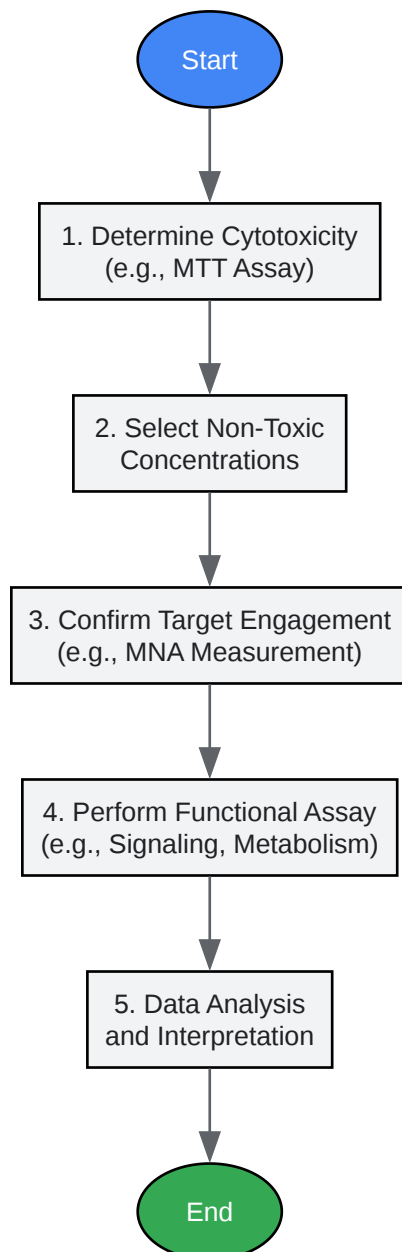 Start
1. Determine Cytotoxicity
(e.g., MTT Assay)
2. Select Non-Toxic
Concentrations
3. Confirm Target Engagement
(e.g., MNA Measurement)
4. Perform Functional Assay
(e.g., Signaling, Metabolism)
5. Data Analysis
and Interpretation
End